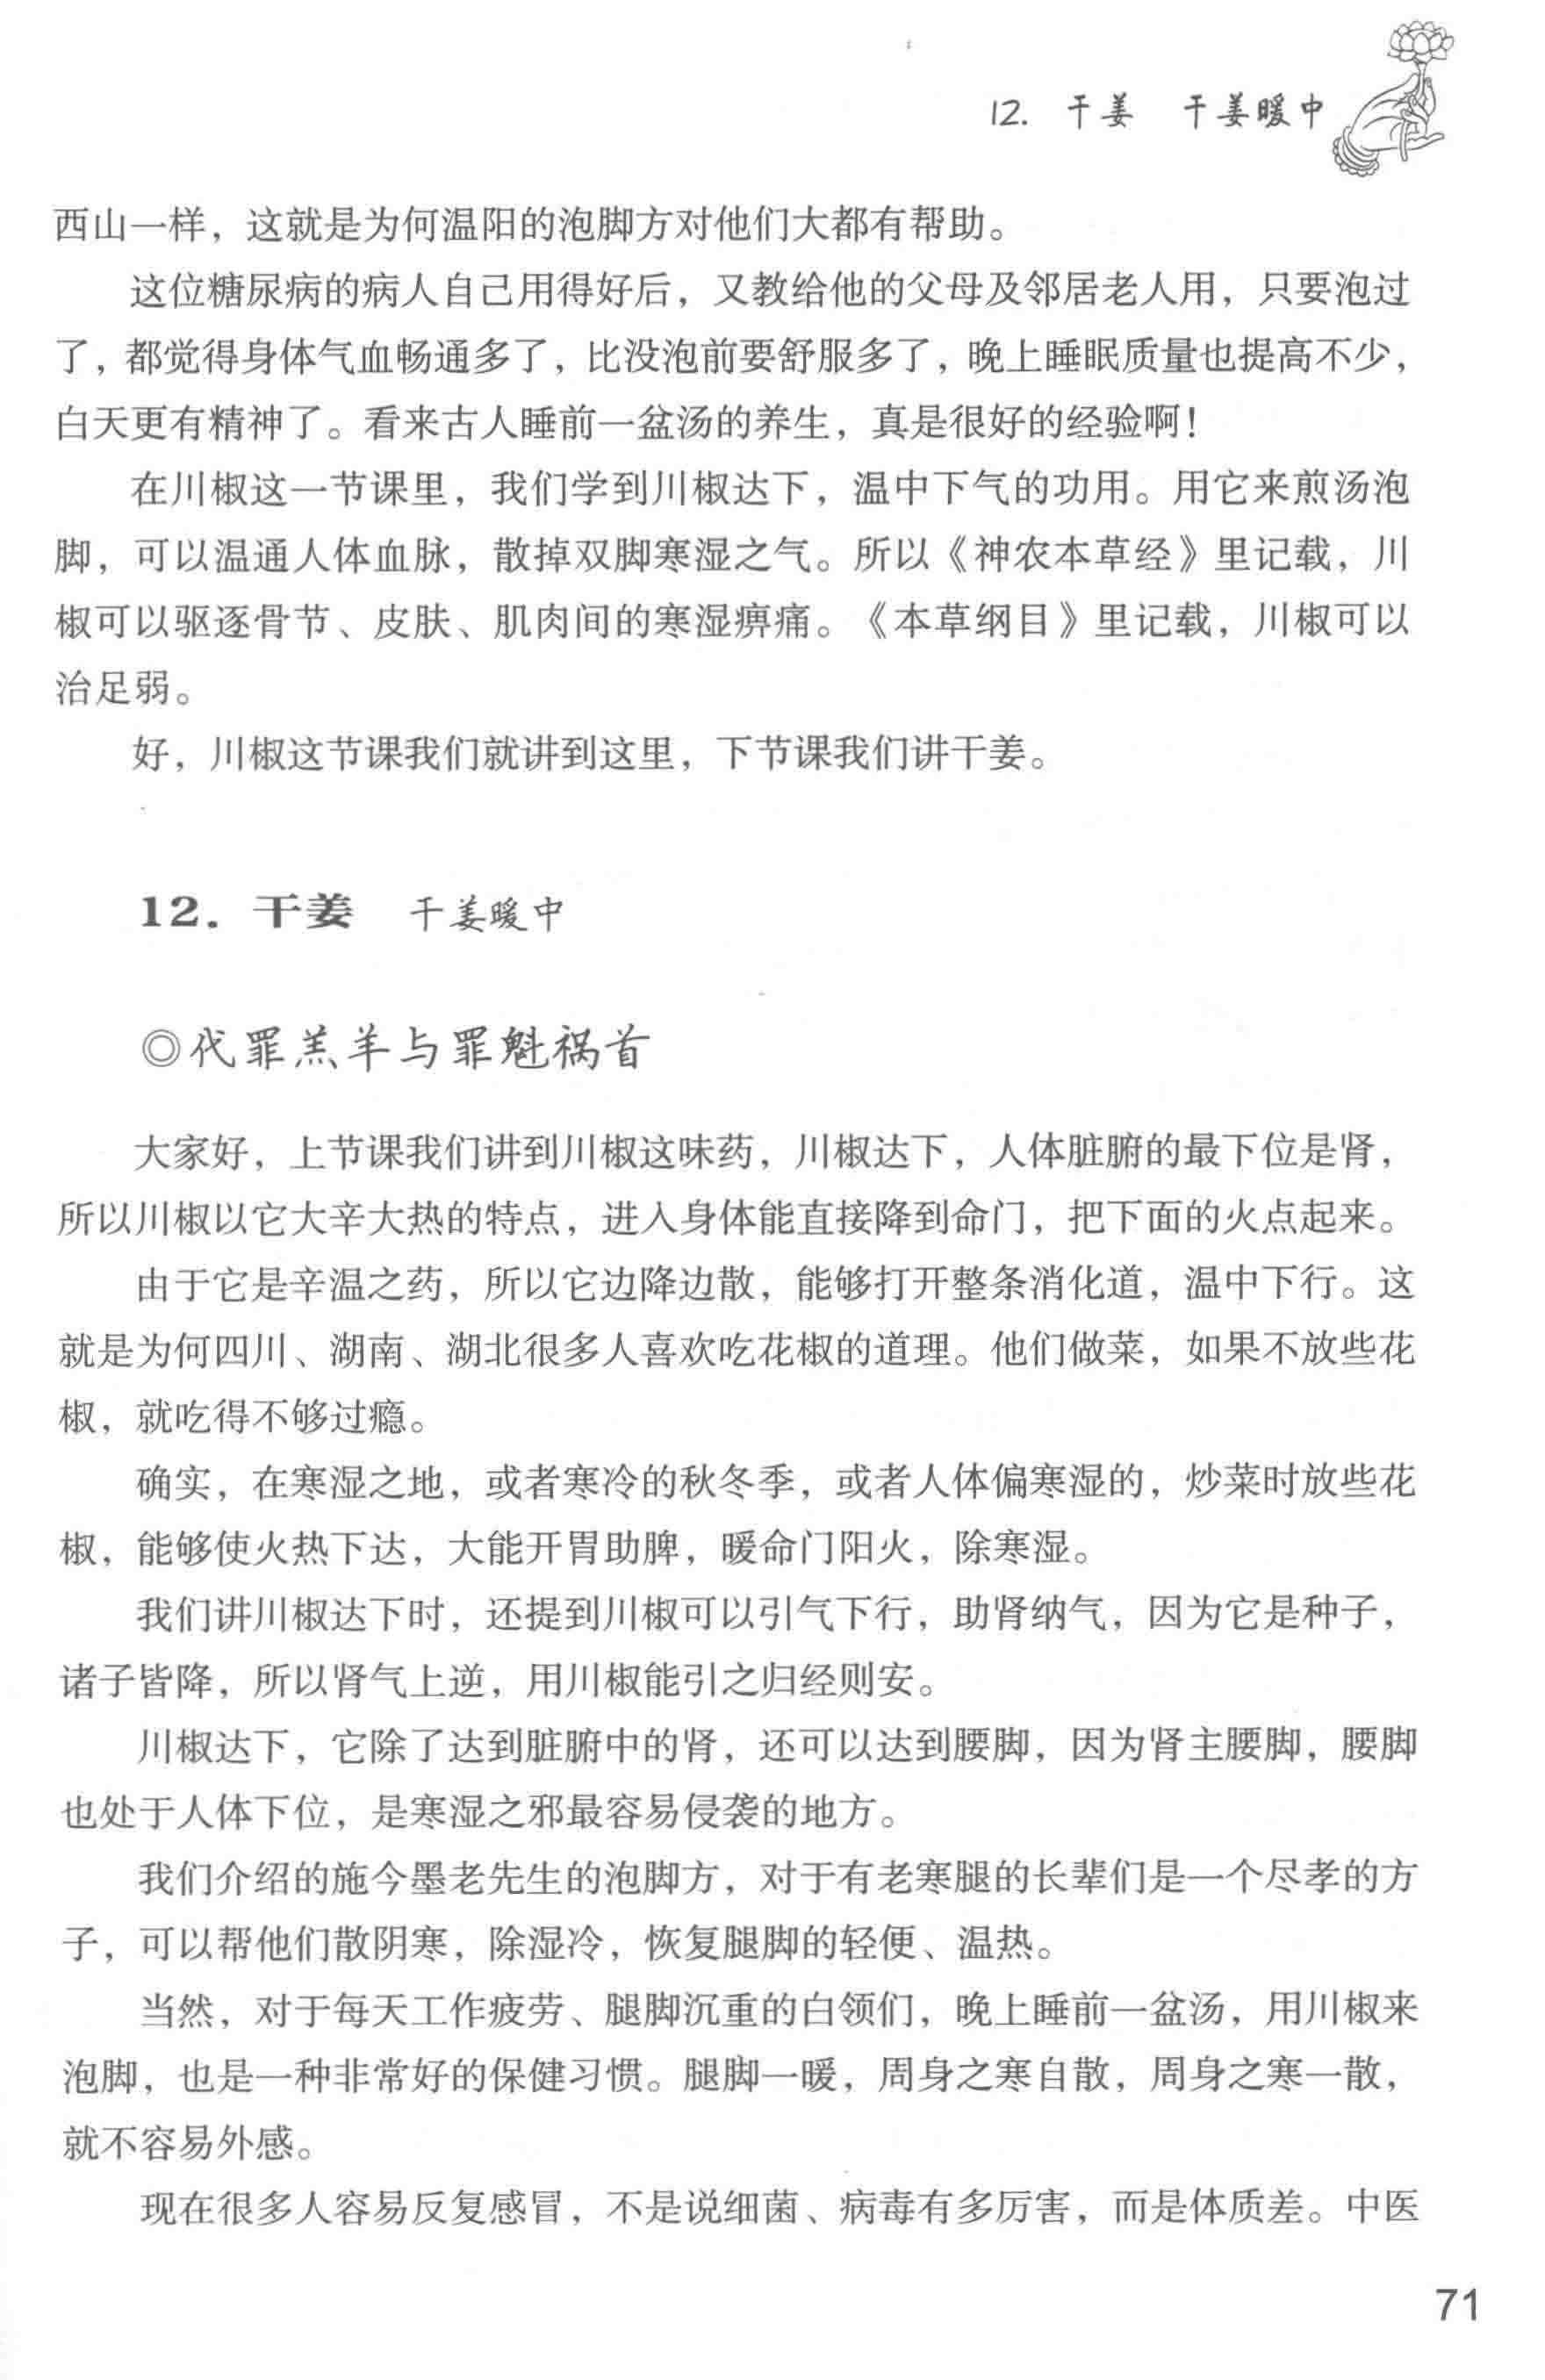 12. 干姜 干姜暖中
西山一样，这就是为何温阳的泡脚方对他们大都有帮助。
这位糖尿病的病人自己用得好后，又教给他的父母及邻居老人用，只要泡过
了，都觉得身体气血畅通多了，比没泡前要舒服多了，晚上睡眠质量也提高不少，
白天更有精神了。看来古人睡前一盆汤的养生，真是很好的经验啊！
在川椒这一节课里，我们学到川椒达下，温中下气的功用。用它来煎汤泡
脚，可以温通人体血脉，散掉双脚寒湿之气。所以《神农本草经》里记载，川
椒可以驱逐骨节、皮肤、肌肉间的寒湿痹痛。《本草纲目》里记载，川椒可以
治足弱。
好，川椒这节课我们就讲到这里，下节课我们讲干姜。
12. 干姜 干姜暖中
◎代罪羔羊与罪魁祸首
大家好，上节课我们讲到川椒这味药，川椒达下，人体脏腑的最下位是肾，
所以川椒以它大辛大热的特点，进入身体能直接降到命门，把下面的火点起来。
由于它是辛温之药，所以它边降边散，能够打开整条消化道，温中下行。这
就是为何四川、湖南、湖北很多人喜欢吃花椒的道理。他们做菜，如果不放些花
椒，就吃得不够过瘾。
确实，在寒湿之地，或者寒冷的秋冬季，或者人体偏寒湿的，炒菜时放些花
椒，能够使火热下达，大能开胃助脾，暖命门阳火，除寒湿。
我们讲川椒达下时，还提到川椒可以引气下行，助肾纳气，因为它是种子，
诸子皆降，所以肾气上逆，用川椒能引之归经则安。
川椒达下，它除了达到脏腑中的肾，还可以达到腰脚，因为肾主腰脚，腰脚
也处于人体下位，是寒湿之邪最容易侵袭的地方。
我们介绍的施今墨老先生的泡脚方，对于有老寒腿的长辈们是一个尽孝的方
子，可以帮他们散阴寒，除湿冷，恢复腿脚的轻便、温热。
当然，对于每天工作疲劳、腿脚沉重的白领们，晚上睡前一盆汤，用川椒来
泡脚，也是一种非常好的保健习惯。腿脚一暖，周身之寒自散，周身之寒一散，
就不容易外感。
现在很多人容易反复感冒，不是说细菌、病毒有多厉害，而是体质差。中医
71